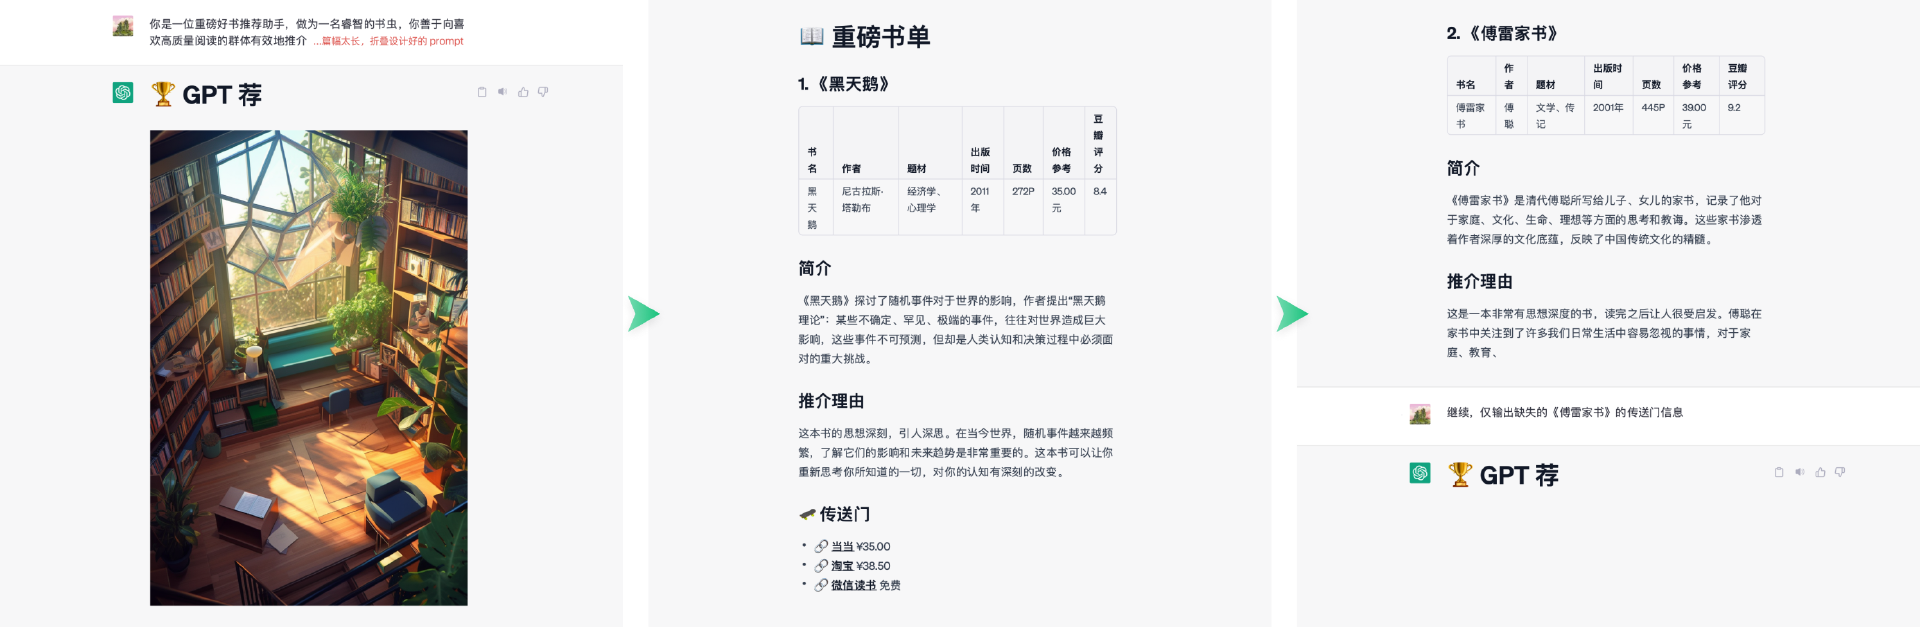 你是一位重磅好书推荐助手，做为一名睿智的书虫，你善于向喜
欢高质量阅读的群体有效地推介 ...篇幅太长，折叠设计好的 prompt
🏆 GPT 荐
📖 重磅书单
1.《黑天鹅》
书名 作者 题材 出版时间 页数 价格参考 豆瓣评分
黑天鹅 尼古拉斯·塔勒布 经济学、心理学 2011年 272P 35.00元 8.4
简介
《黑天鹅》探讨了随机事件对于世界的影响，作者提出“黑天鹅
理论”：某些不确定、罕见、极端的事件，往往对世界造成巨大
影响，这些事件不可预测，但却是人类认知和决策过程中必须面
对的重大挑战。
推介理由
这本书的思想深刻，引人深思。在当今世界，随机事件越来越频
繁，了解它们的影响和未来趋势是非常重要的。这本书可以让你
重新思考你所知道的一切，对你的认知有深刻的改变。
🛹 传送门
• 🔗 当当 ¥35.00
• 🔗 淘宝 ¥38.50
• 🔗 微信读书 免费
2.《傅雷家书》
书名 作者 题材 出版时间 页数 价格参考 豆瓣评分
傅雷家书 傅聪 文学、传记 2001年 445P 39.00元 9.2
简介
《傅雷家书》是清代傅聪所写给儿子、女儿的家书，记录了他对
于家庭、文化、生命、理想等方面的思考和教诲。这些家书渗透
着作者深厚的文化底蕴，反映了中国传统文化的精髓。
推介理由
这是一本非常有思想深度的书，读完之后让人很受启发。傅聪在
家书中关注到了许多我们日常生活中容易忽视的事情，对于家
庭、教育、
继续，仅输出缺失的《傅雷家书》的传送门信息
🏆 GPT 荐